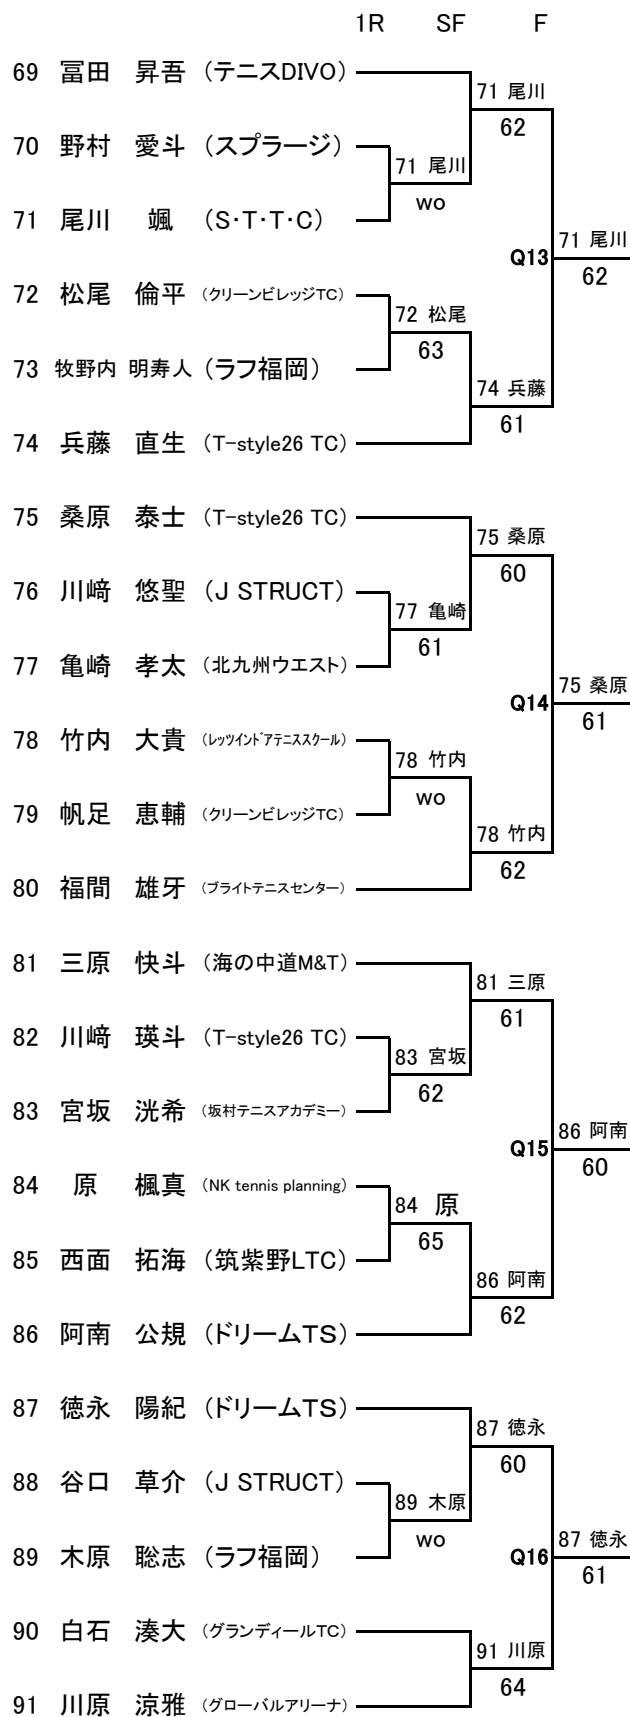 1R SF F
69 冨田 昇吾 (テニスDIVO)
71 尾川
62
70 野村 愛斗 (スプラージ)
71 尾川
wo
71 尾川 颯 (S・T・T・C)
Q13 71 尾川
62
72 松尾 倫平 (クリーンビレッジTC)
72 松尾
63
73 牧野内 明寿人 (ラフ福岡)
74 兵藤
61
74 兵藤 直生 (T-style26 TC)
75 桑原 泰士 (T-style26 TC)
75 桑原
60
76 川﨑 悠聖 (J STRUCT)
77 亀崎
61
77 亀崎 孝太 (北九州ウエスト)
Q14 75 桑原
61
78 竹内 大貴 (レッツインドアテニススクール)
78 竹内
wo
79 帆足 恵輔 (クリーンビレッジTC)
78 竹内
62
80 福間 雄牙 (ブライトテニスセンター)
81 三原 快斗 (海の中道M&T)
81 三原
61
82 川﨑 瑛斗 (T-style26 TC)
83 宮坂
62
83 宮坂 洸希 (坂村テニスアカデミー)
Q15 86 阿南
60
84 原 楓真 (NK tennis planning)
84 原
65
85 西面 拓海 (筑紫野LTC)
86 阿南
62
86 阿南 公規 (ドリームTS)
87 徳永 陽紀 (ドリームTS)
87 徳永
60
88 谷口 草介 (J STRUCT)
89 木原
wo
89 木原 聡志 (ラフ福岡)
Q16 87 徳永
61
90 白石 湊大 (グランディールTC)
91 川原
64
91 川原 涼雅 (グローバルアリーナ)